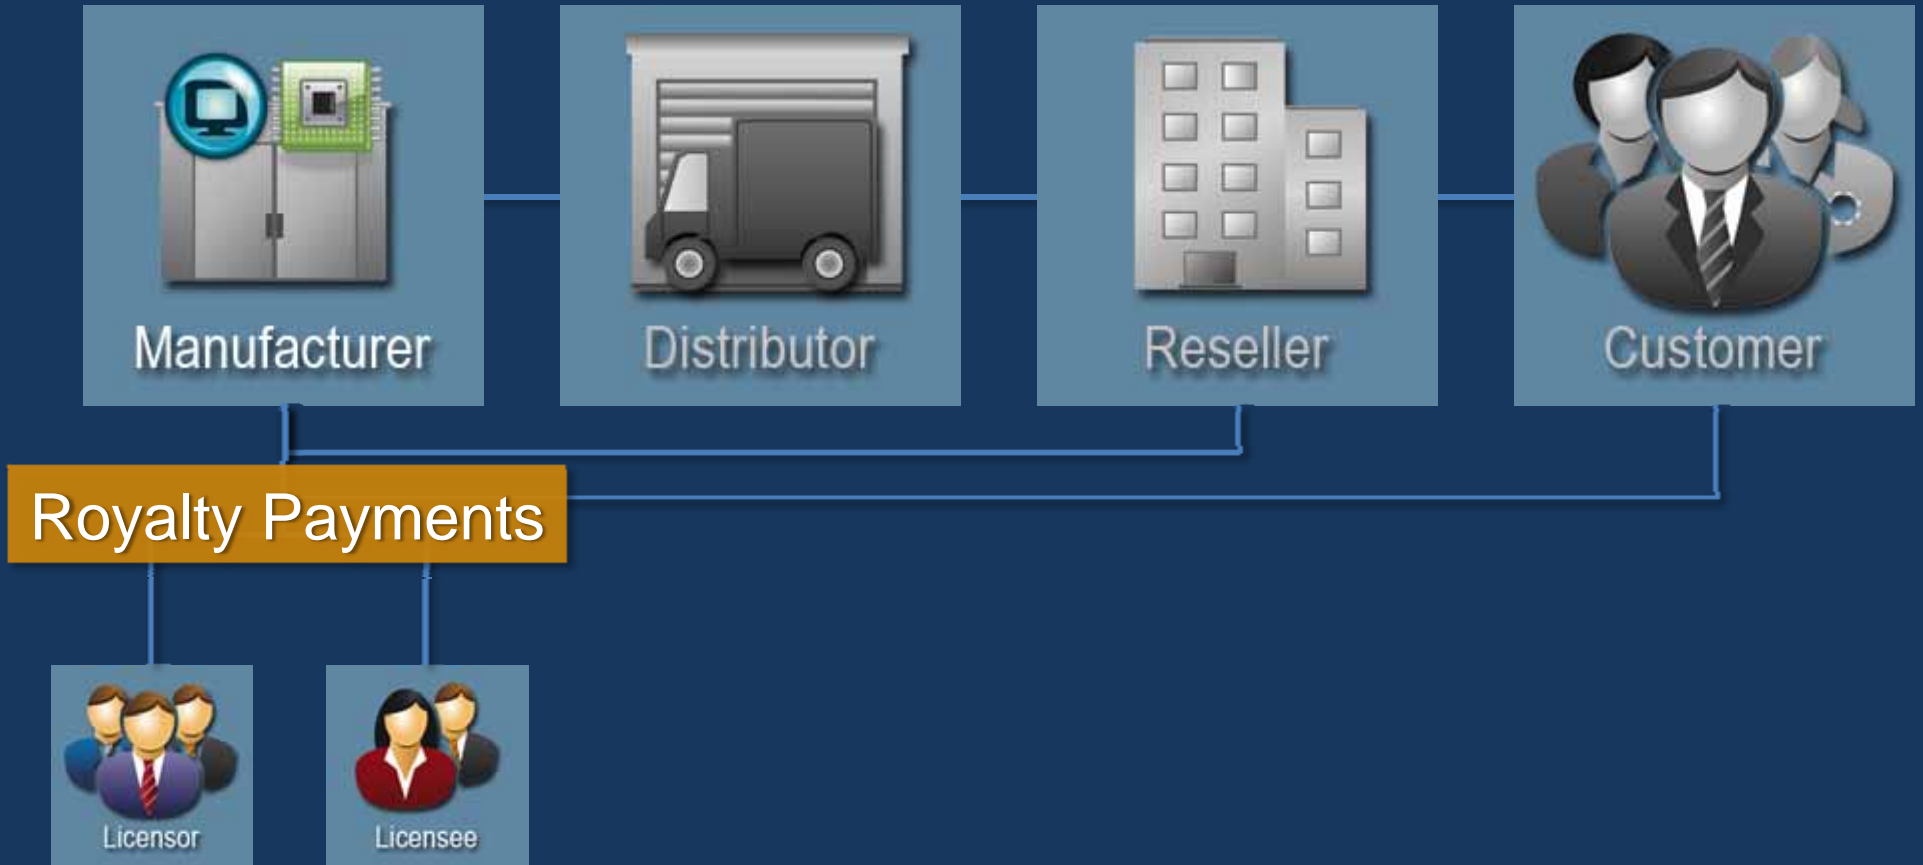 Manufacturer
Distributor
Reseller
Customer
Royalty Payments
Licensor
Licensee